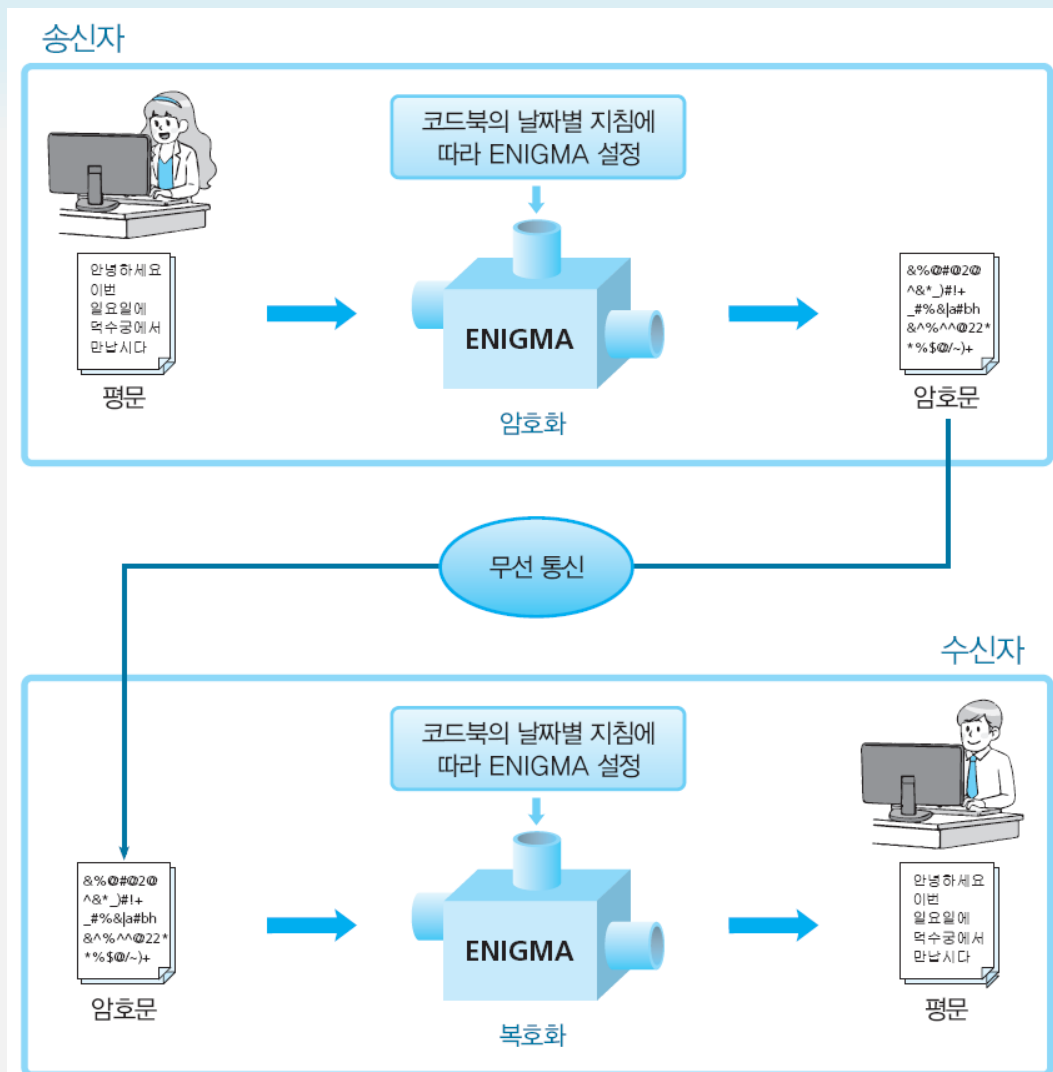 송신자
코드북의 날짜별 지침에
따라 ENIGMA 설정
안녕하세요
이번
일요일에
덕수궁에서
만납시다
평문
ENIGMA
암호화
&%@#@2@
^&*_)#!+
_#%&|a#bh
&^%^^@22*
*%$@/~)+
암호문
무선 통신
수신자
코드북의 날짜별 지침에
따라 ENIGMA 설정
&%@#@2@
^&*_)#!+
_#%&|a#bh
&^%^^@22*
*%$@/~)+
암호문
ENIGMA
복호화
안녕하세요
이번
일요일에
덕수궁에서
만납시다
평문